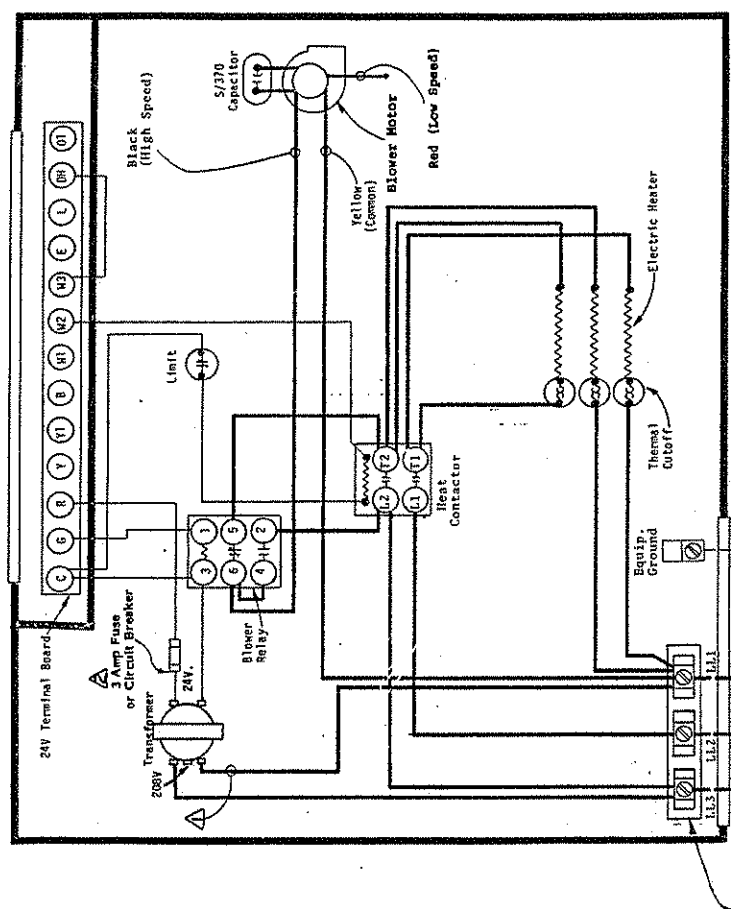 24V Terminal Board
C
G
R
Y
Y1
B
W1
W2
W3
E
L
DH
O1
3 Amp Fuse
or Circuit Breaker
2
24V.
Transformer
208V
1
Limit
1
5
2
3
6
4
Blower
Relay
Black
(High Speed)
5/370
Capacitor
Yellow
(Common)
Blower Motor
Red (Low Speed)
L2
T2
L1
T1
Heat
Contactor
Electric Heater
Thermal
Cutoff
Equip.
Ground
LL3
LL2
LL1